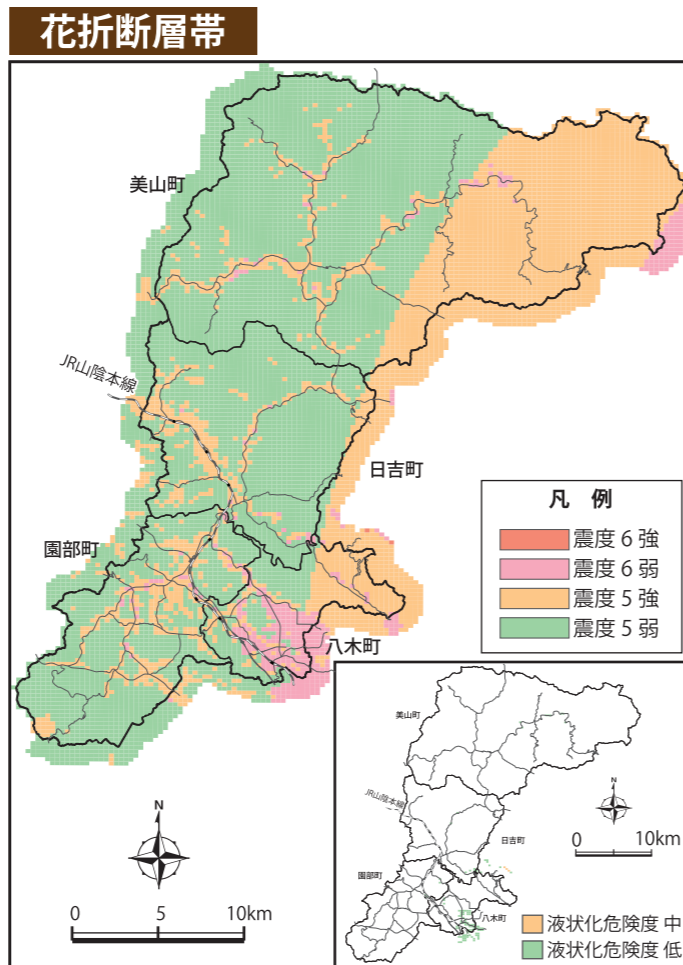 花折断層帯
美山町
JR山陰本線
日吉町
園部町
八木町
凡 例
震度6強
震度6弱
震度5強
震度5弱
N
0 5 10km
美山町
JR山陰本線
日吉町
園部町
八木町
N
0 10km
液状化危険度 中
液状化危険度 低